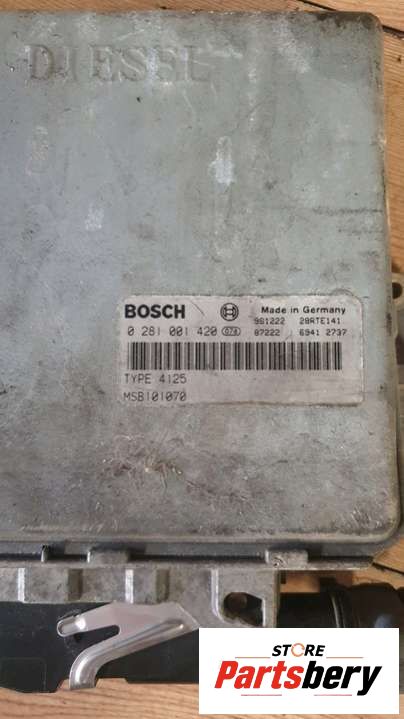 DIESEL
BOSCH Made in Germany
0 281 001 420 078 981222 28RTE141
87222 6941 2737
TYPE 4125
MSB101070
STORE
Partsbery